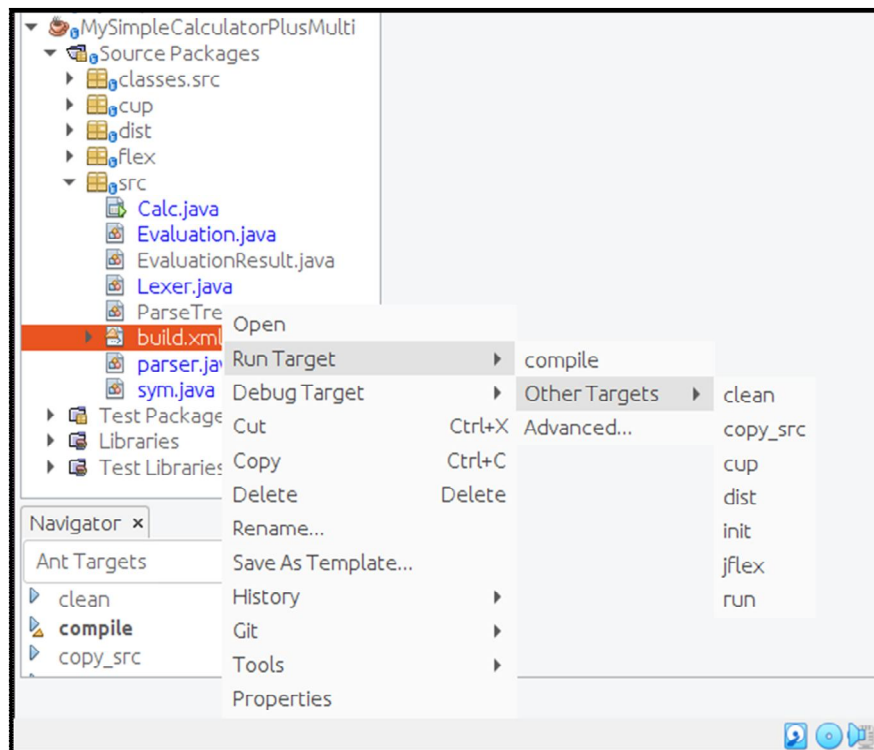 MySimpleCalculatorPlusMulti
Source Packages
classes.src
cup
dist
flex
src
Calc.java
Evaluation.java
EvaluationResult.java
Lexer.java
ParseTre
build.xml
parser.jav
sym.java
Test Package
Libraries
Test Libraries
Open
Run Target
Debug Target
Cut Ctrl+X
Copy Ctrl+C
Delete Delete
Rename...
Save As Template...
History
Git
Tools
Properties
compile
Other Targets
Advanced...
clean
copy_src
cup
dist
init
jflex
run
Navigator ×
Ant Targets
clean
compile
copy_src